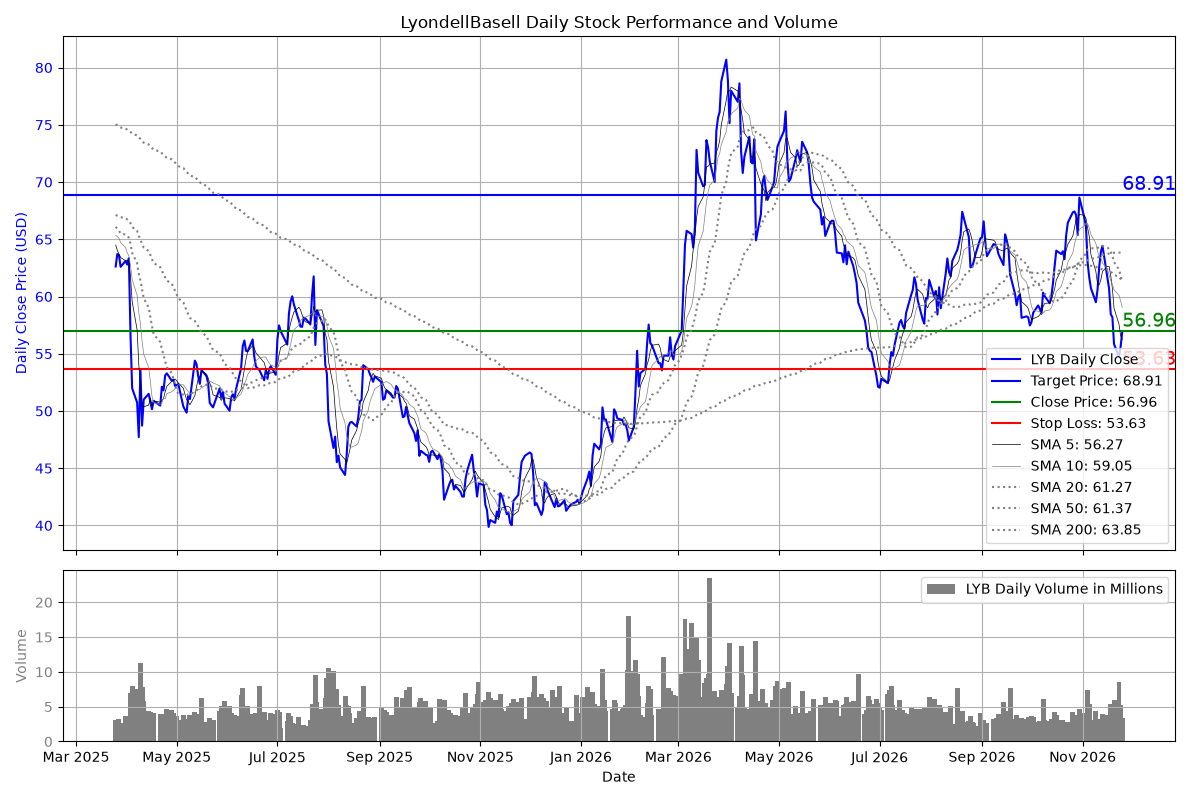 LyondellBasell Daily Stock Performance and Volume
80
75
70
65
60
55
50
45
40
Daily Close Price (USD)
68.91
56.96
53.63
LYB Daily Close
Target Price: 68.91
Close Price: 56.96
Stop Loss: 53.63
SMA 5: 56.27
SMA 10: 59.05
SMA 20: 61.27
SMA 50: 61.37
SMA 200: 63.85
20
15
10
5
0
Volume
LYB Daily Volume in Millions
Mar 2025 May 2025 Jul 2025 Sep 2025 Nov 2025 Jan 2026 Mar 2026 May 2026 Jul 2026 Sep 2026 Nov 2026
Date